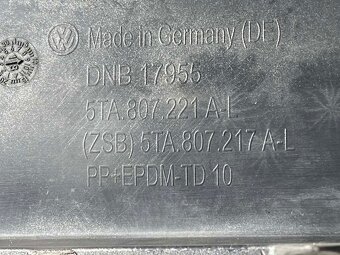 Made in Germany (DE)
DNB 17955
5TA.807.221 A-L
(ZSB) 5TA.807.217 A-L
PP+EPDM-TD 10